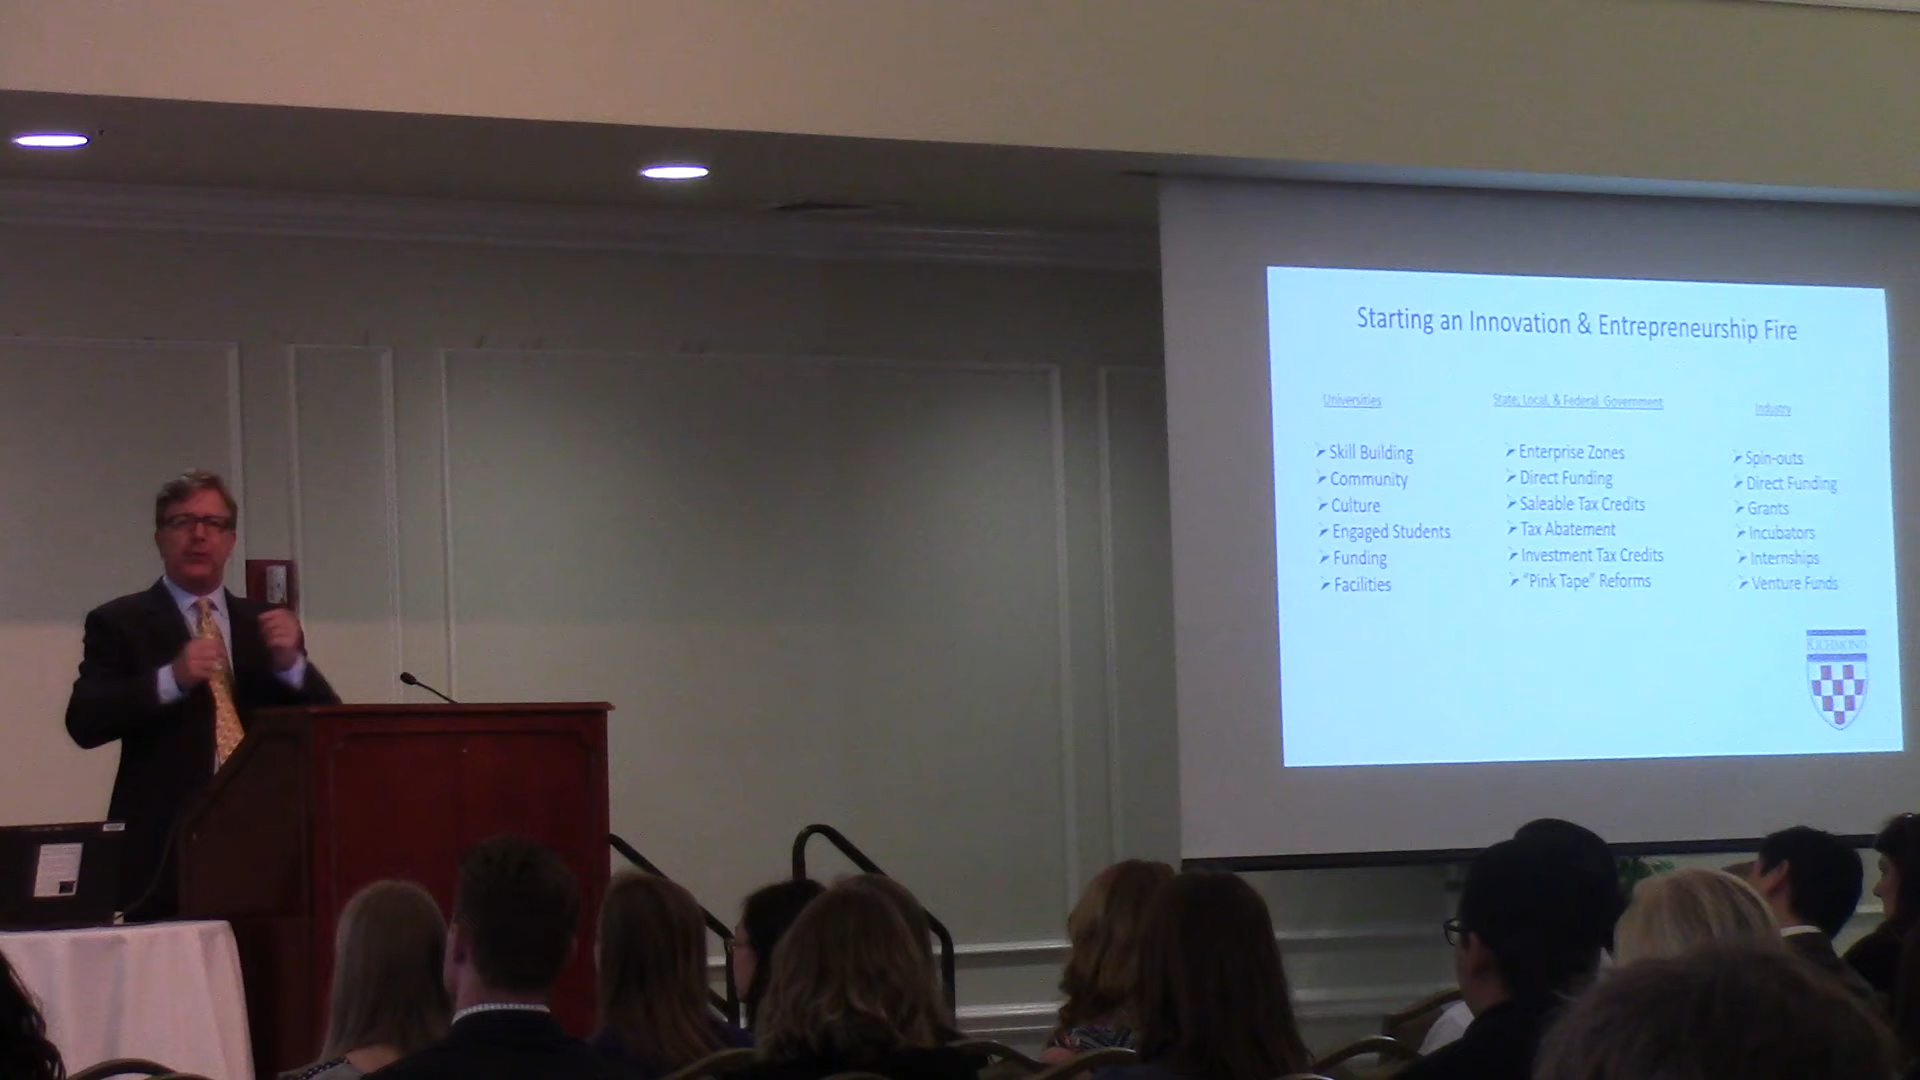 Starting an Innovation & Entrepreneurship Fire
Universities
Skill Building
Community
Culture
Engaged Students
Funding
Facilities
State, Local, & Federal Government
Enterprise Zones
Direct Funding
Saleable Tax Credits
Tax Abatement
Investment Tax Credits
"Pink Tape" Reforms
Industry
Spin-outs
Direct Funding
Grants
Incubators
Internships
Venture Funds
RICHMOND